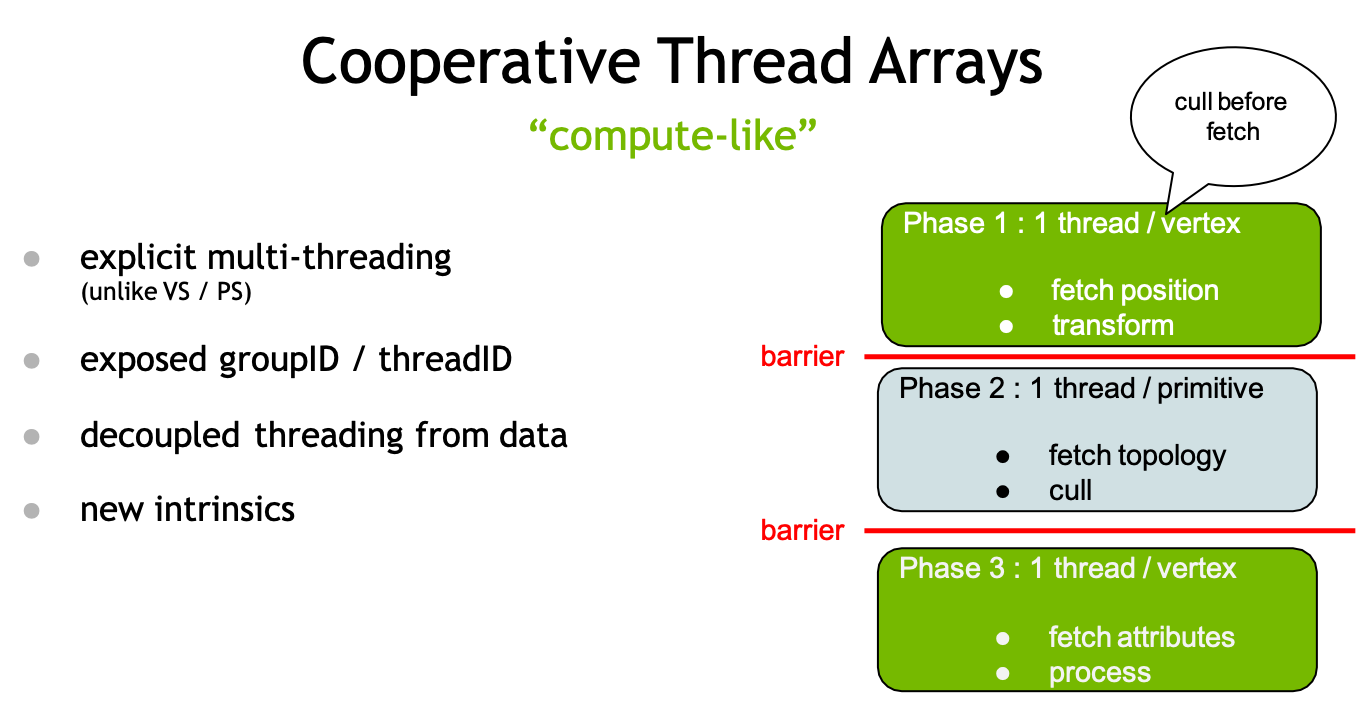 Cooperative Thread Arrays
“compute-like”
cull before
fetch
explicit multi-threading
(unlike VS / PS)
exposed groupID / threadID
decoupled threading from data
new intrinsics
Phase 1 : 1 thread / vertex
fetch position
transform
barrier
Phase 2 : 1 thread / primitive
fetch topology
cull
barrier
Phase 3 : 1 thread / vertex
fetch attributes
process